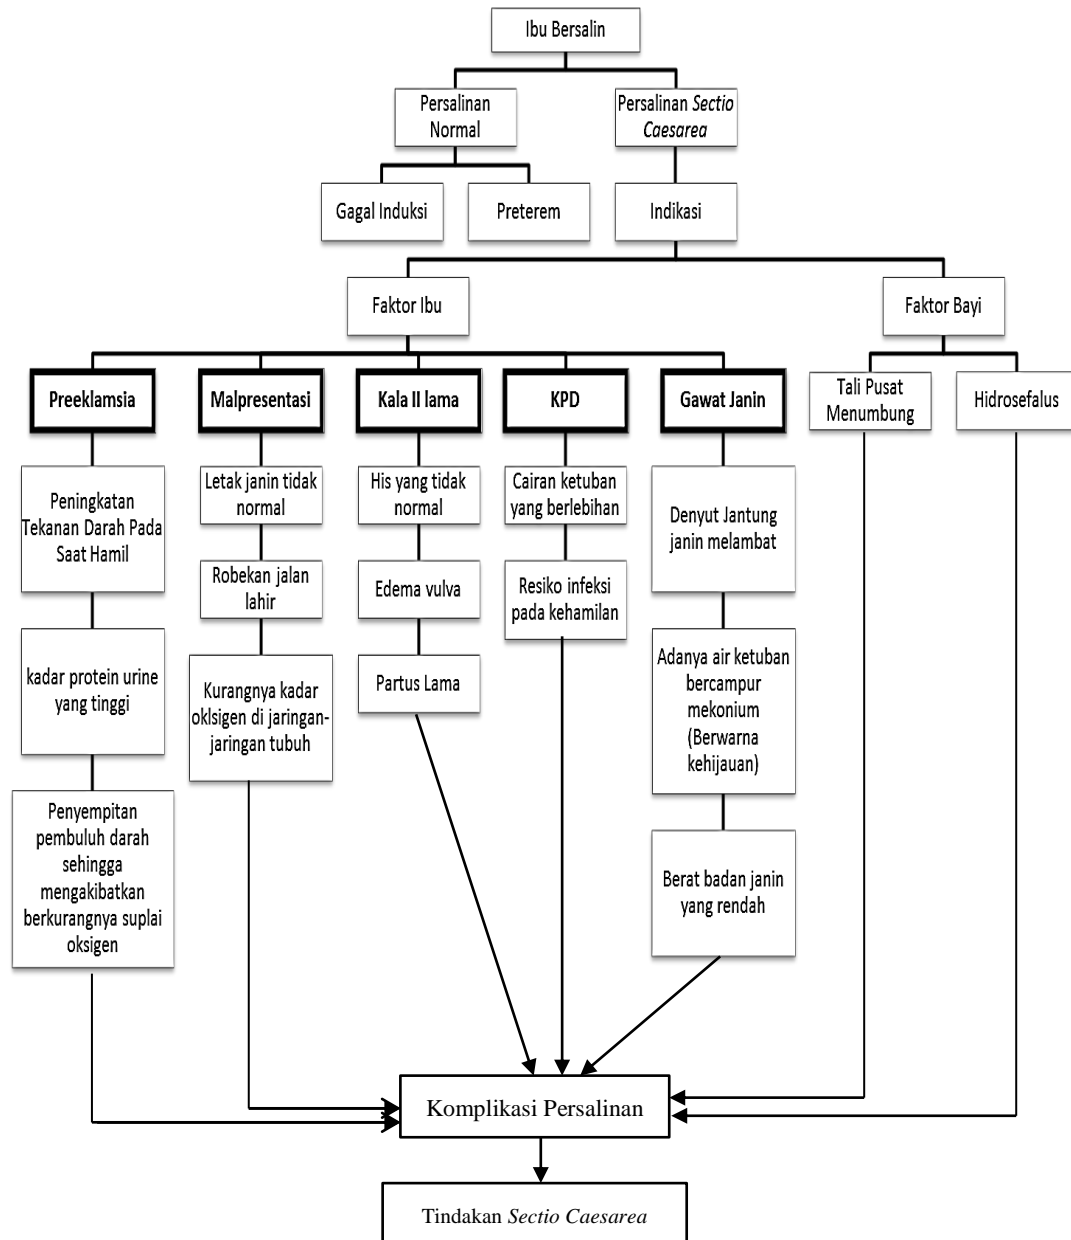 Ibu Bersalin
Persalinan
Normal
Persalinan Sectio
Caesarea
Gagal Induksi
Preterem
Indikasi
Faktor Ibu
Faktor Bayi
Preeklamsia
Malpresentasi
Kala II lama
KPD
Gawat Janin
Tali Pusat
Menumbung
Hidrosefalus
Peningkatan
Tekanan Darah Pada
Saat Hamil
kadar protein urine
yang tinggi
Penyempitan
pembuluh darah
sehingga
mengakibatkan
berkurangnya suplai
oksigen
Letak janin tidak
normal
Robekan jalan
lahir
Kurangnya kadar
oklsigen di jaringan-
jaringan tubuh
His yang tidak
normal
Edema vulva
Partus Lama
Cairan ketuban
yang berlebihan
Resiko infeksi
pada kehamilan
Denyut Jantung
janin melambat
Adanya air ketuban
bercampur
mekonium
(Berwarna
kehijauan)
Berat badan janin
yang rendah
Komplikasi Persalinan
Tindakan Sectio Caesarea